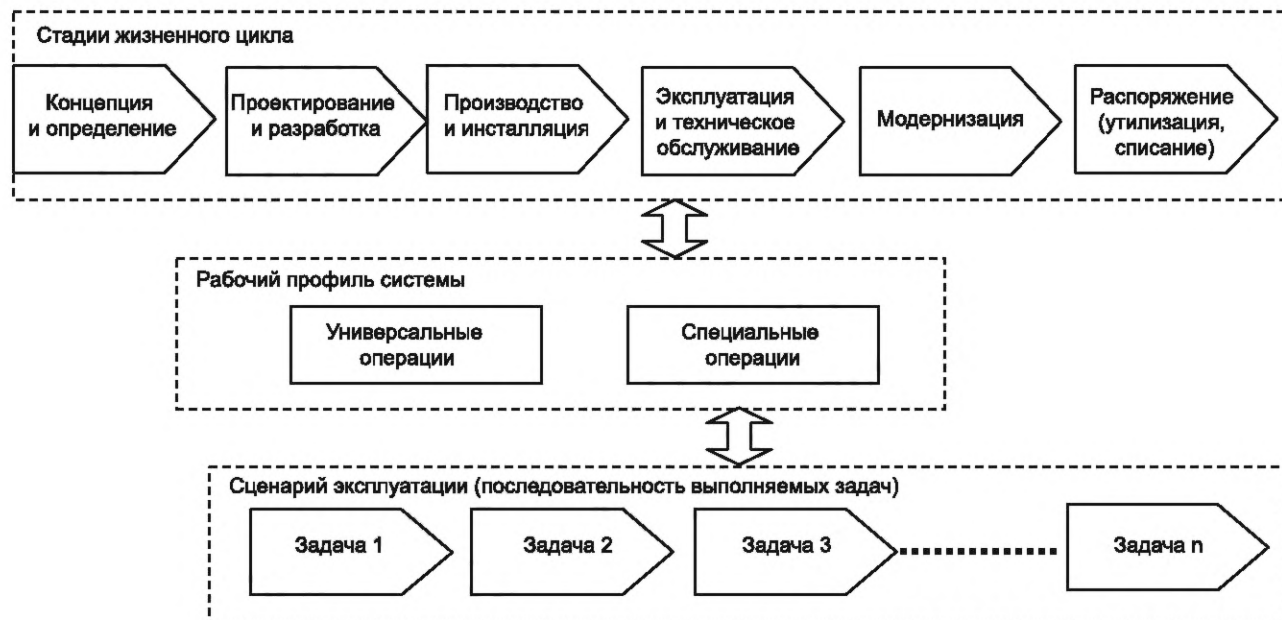 Стадии жизненного цикла
Концепция
и определение
Проектирование
и разработка
Производство
и инсталляция
Эксплуатация
и техническое
обслуживание
Модернизация
Распоряжение
(утилизация,
списание)
Рабочий профиль системы
Универсальные
операции
Специальные
операции
Сценарий эксплуатации (последовательность выполняемых задач)
Задача 1
Задача 2
Задача 3
Задача n